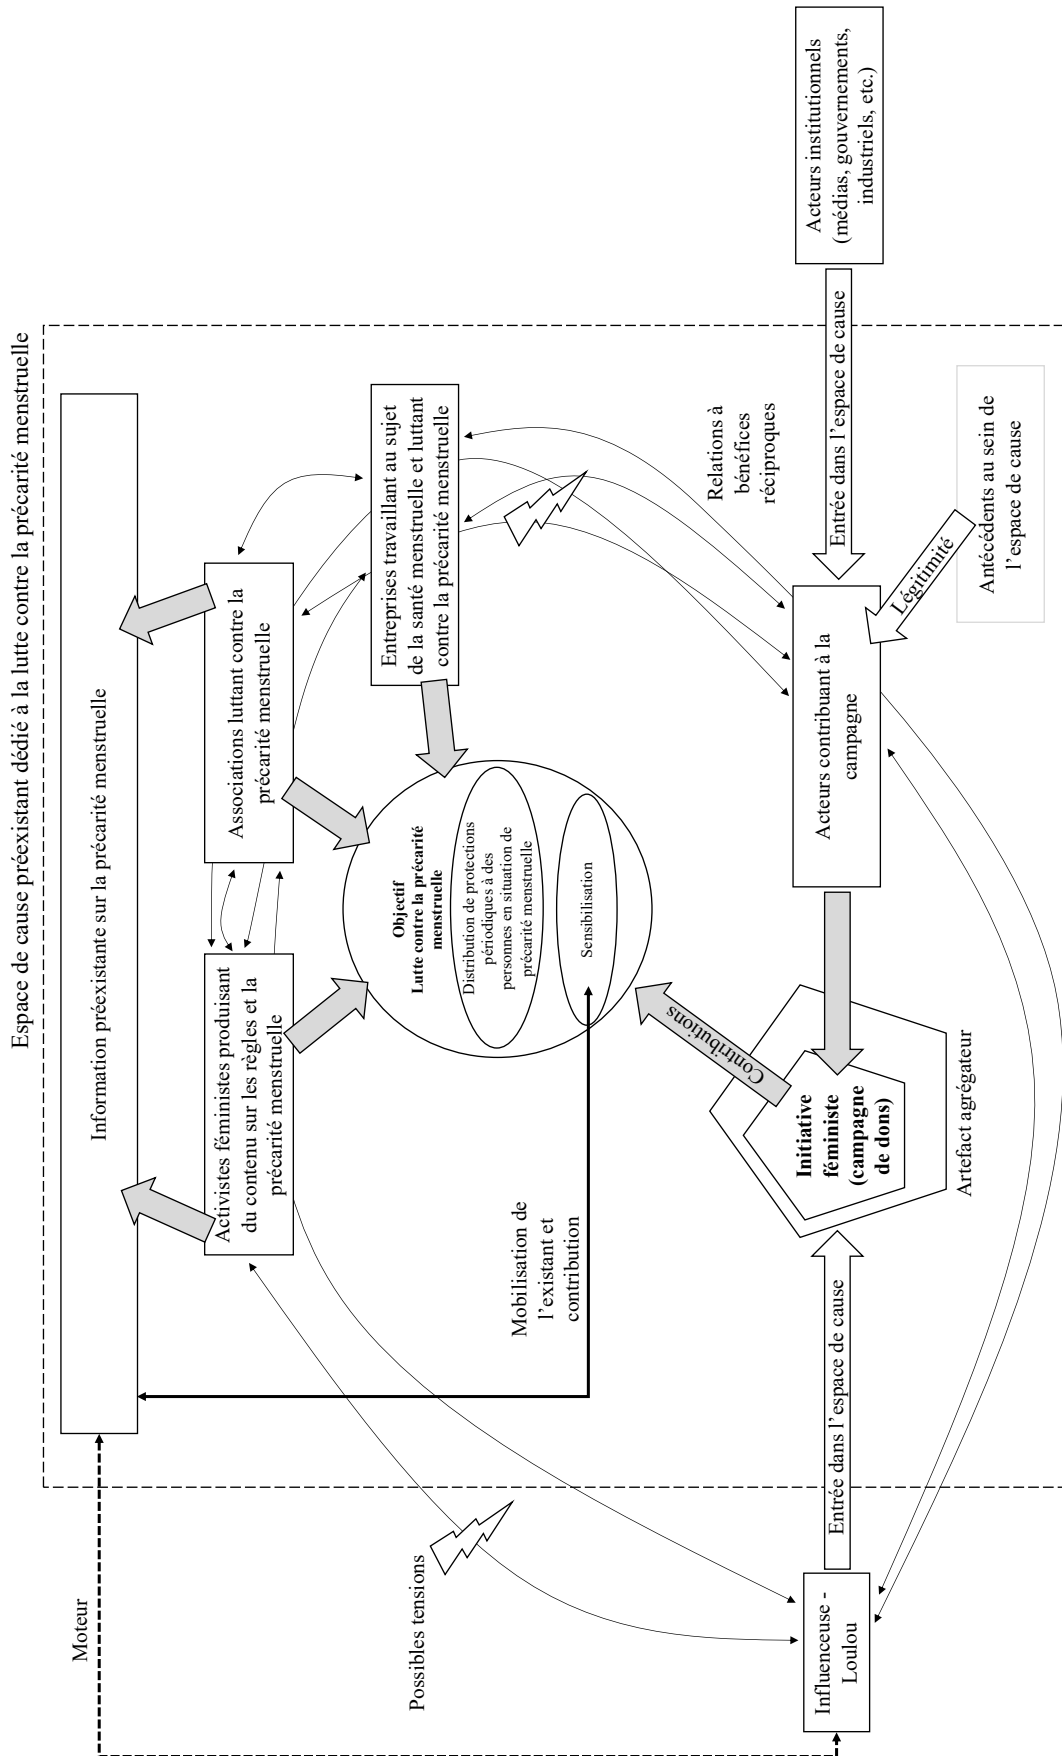 Espace de cause préexistant dédié à la lutte contre la précarité menstruelle
Moteur
Information préexistante sur la précarité menstruelle
Activistes féministes produisant
du contenu sur les règles et la
précarité menstruelle
Associations luttant contre la
précarité menstruelle
Entreprises travaillant au sujet
de la santé menstruelle et luttant
contre la précarité menstruelle
Possibles tensions
Mobilisation de
l'existant et
contribution
Objectif
Lutte contre la précarité
menstruelle
Distribution de protections
périodiques à des
personnes en situation de
précarité menstruelle
Sensibilisation
Contributions
Relations à
bénéfices
réciproques
Influenceuse -
Loulou
Entrée dans l'espace de cause
Initiative
féministe
(campagne
de dons)
Artefact agrégateur
Acteurs contribuant à la
campagne
Entrée dans l'espace de cause
Acteurs institutionnels
(médias, gouvernements,
industriels, etc.)
Légitimité
Antécédents au sein de
l'espace de cause